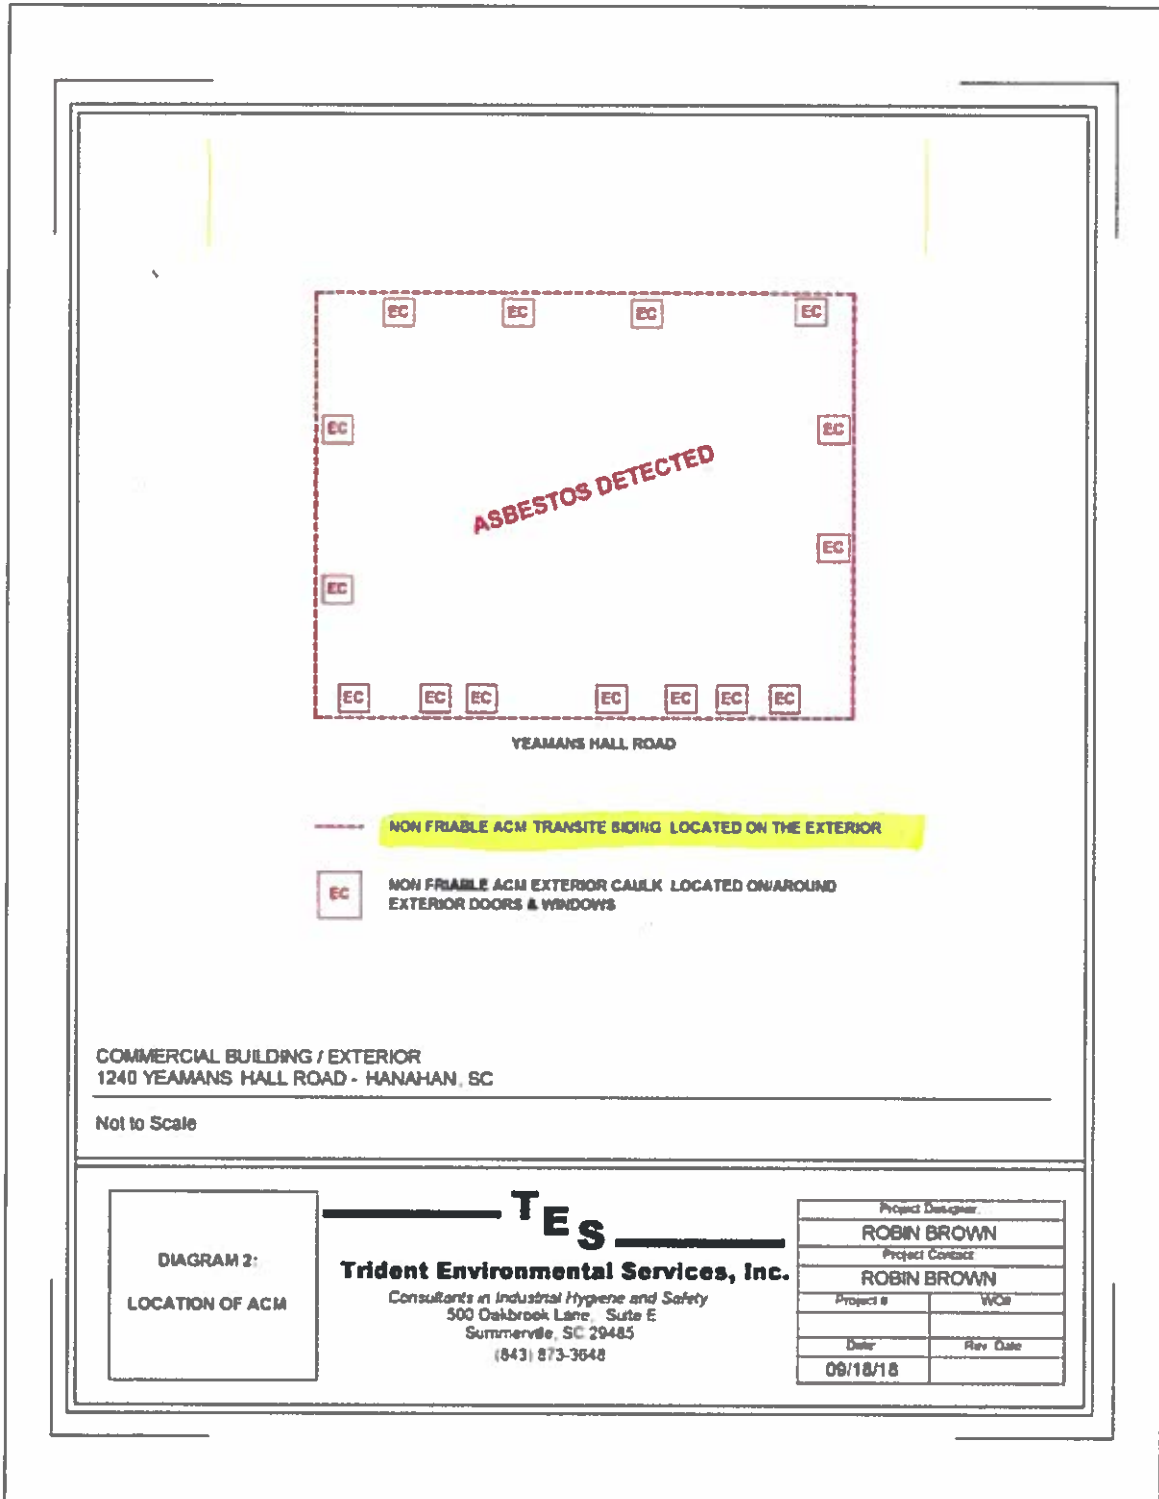 EC EC EC EC
EC EC
ASBESTOS DETECTED
EC
EC
EC EC EC EC EC EC EC
YEAMANS HALL ROAD
NON FRIABLE ACM TRANSITE SIDING LOCATED ON THE EXTERIOR
EC
NON FRIABLE ACM EXTERIOR CAULK LOCATED ON/AROUND
EXTERIOR DOORS & WINDOWS
COMMERCIAL BUILDING / EXTERIOR
1240 YEAMANS HALL ROAD - HANAHAN, SC
Not to Scale
DIAGRAM 2:
LOCATION OF ACM
TES
Trident Environmental Services, Inc.
Consultants in Industrial Hygiene and Safety
500 Oakbrook Lane, Suite E
Summerville, SC 29485
(843) 873-3648
Project Designer
ROBIN BROWN
Project Contact
ROBIN BROWN
Project # WO#
Date Rev. Date
09/18/18